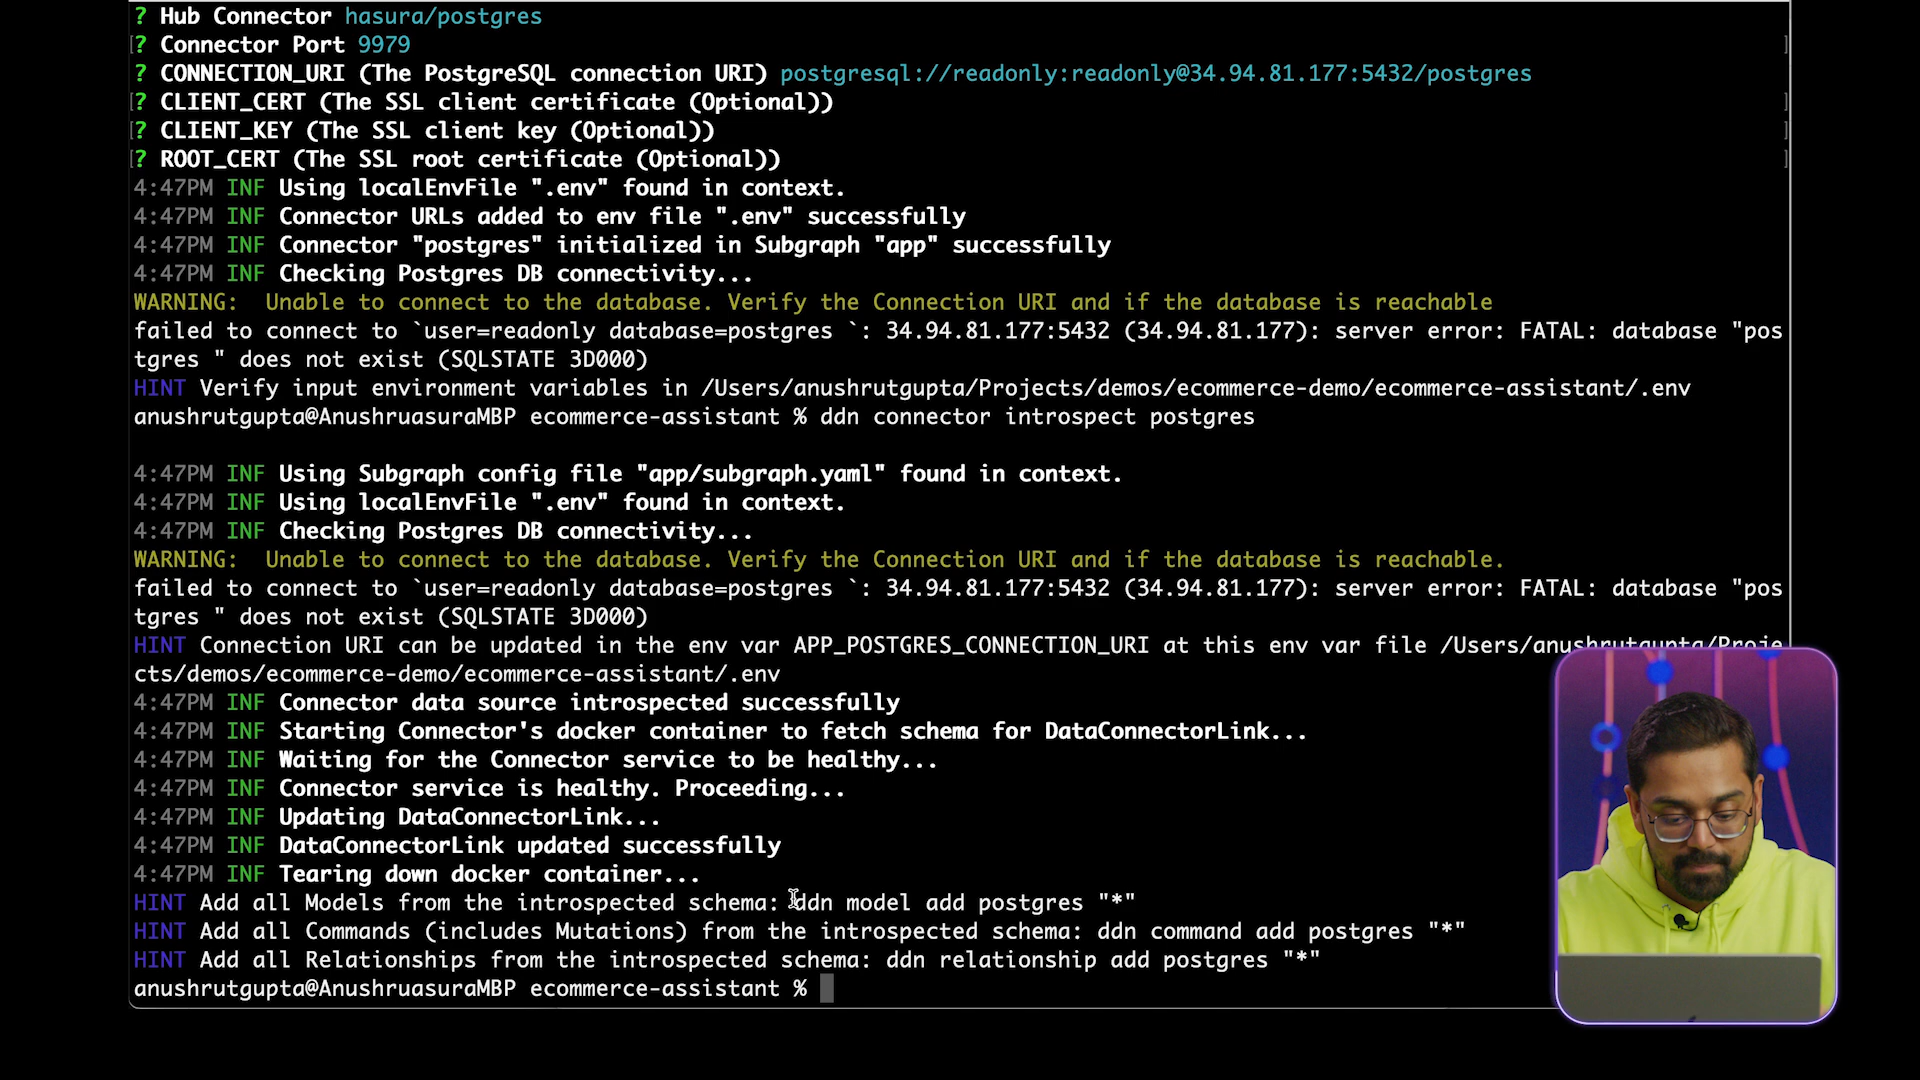 ? Hub Connector hasura/postgres
? Connector Port 9979
? CONNECTION_URI (The PostgreSQL connection URI) postgresql://readonly:readonly@34.94.81.177:5432/postgres
? CLIENT_CERT (The SSL client certificate (Optional))
? CLIENT_KEY (The SSL client key (Optional))
? ROOT_CERT (The SSL root certificate (Optional))
4:47PM INF Using localEnvFile ".env" found in context.
4:47PM INF Connector URLs added to env file ".env" successfully
4:47PM INF Connector "postgres" initialized in Subgraph "app" successfully
4:47PM INF Checking Postgres DB connectivity...
WARNING:  Unable to connect to the database. Verify the Connection URI and if the database is reachable
failed to connect to `user=readonly database=postgres `: 34.94.81.177:5432 (34.94.81.177): server error: FATAL: database "pos
tgres " does not exist (SQLSTATE 3D000)
HINT Verify input environment variables in /Users/anushrutgupta/Projects/demos/ecommerce-demo/ecommerce-assistant/.env
anushrutgupta@AnushruasuraMBP ecommerce-assistant % ddn connector introspect postgres
4:47PM INF Using Subgraph config file "app/subgraph.yaml" found in context.
4:47PM INF Using localEnvFile ".env" found in context.
4:47PM INF Checking Postgres DB connectivity...
WARNING:  Unable to connect to the database. Verify the Connection URI and if the database is reachable.
failed to connect to `user=readonly database=postgres `: 34.94.81.177:5432 (34.94.81.177): server error: FATAL: database "pos
tgres " does not exist (SQLSTATE 3D000)
HINT Connection URI can be updated in the env var APP_POSTGRES_CONNECTION_URI at this env var file /Users/anushrutgupta/Proje
cts/demos/ecommerce-demo/ecommerce-assistant/.env
4:47PM INF Connector data source introspected successfully
4:47PM INF Starting Connector's docker container to fetch schema for DataConnectorLink...
4:47PM INF Waiting for the Connector service to be healthy...
4:47PM INF Connector service is healthy. Proceeding...
4:47PM INF Updating DataConnectorLink...
4:47PM INF DataConnectorLink updated successfully
4:47PM INF Tearing down docker container...
HINT Add all Models from the introspected schema: ddn model add postgres "*"
HINT Add all Commands (includes Mutations) from the introspected schema: ddn command add postgres "*"
HINT Add all Relationships from the introspected schema: ddn relationship add postgres "*"
anushrutgupta@AnushruasuraMBP ecommerce-assistant %